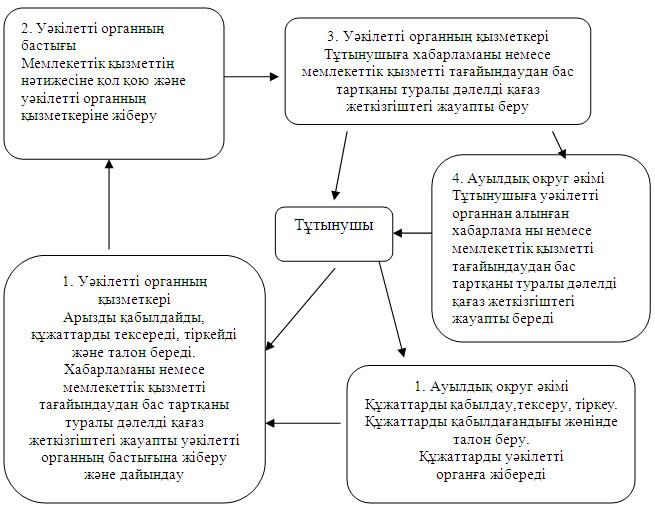 2. Уәкілетті органның
бастығы
Мемлекеттік қызметтің
нәтижесіне қол қою және
уәкілетті органның
қызметкеріне жіберу
3. Уәкілетті органның қызметкері
Тұтынушыға хабарламаны немесе
мемлекеттік қызметті тағайындаудан бас
тартқаны туралы дәлелді қағаз
жеткізгіштегі жауапты беру
4. Ауылдық округ әкімі
Тұтынушыға уәкілетті
органнан алынған
хабарлама ны немесе
мемлекеттік қызметті
тағайындаудан бас
тартқаны туралы дәлелді
қағаз жеткізгіштегі
жауапты береді
Тұтынушы
1. Уәкілетті органның
қызметкері
Арызды қабылдайды,
құжаттарды тексереді, тіркейді
және талон береді.
Хабарламаны немесе
мемлекеттік қызметті
тағайындаудан бас тартқаны
туралы дәлелді қағаз
жеткізгіштегі жауапты уәкілетті
органның бастығына жіберу
және дайындау
1. Ауылдық округ әкімі
Құжаттарды қабылдау,тексеру, тіркеу.
Құжаттарды қабылдағандығы жөнінде
талон беру.
Құжаттарды уәкілетті
органға жібереді